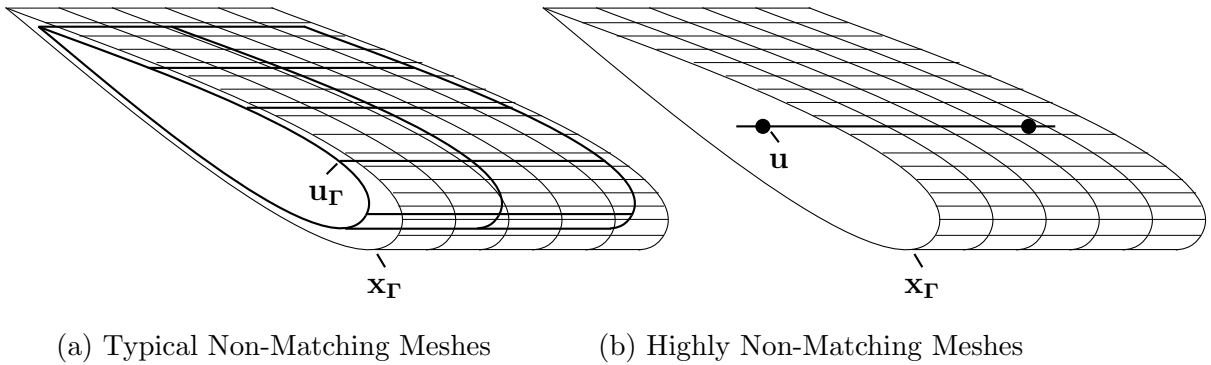 u
u_Γ
x_Γ
x_Γ
(a) Typical Non-Matching Meshes
(b) Highly Non-Matching Meshes